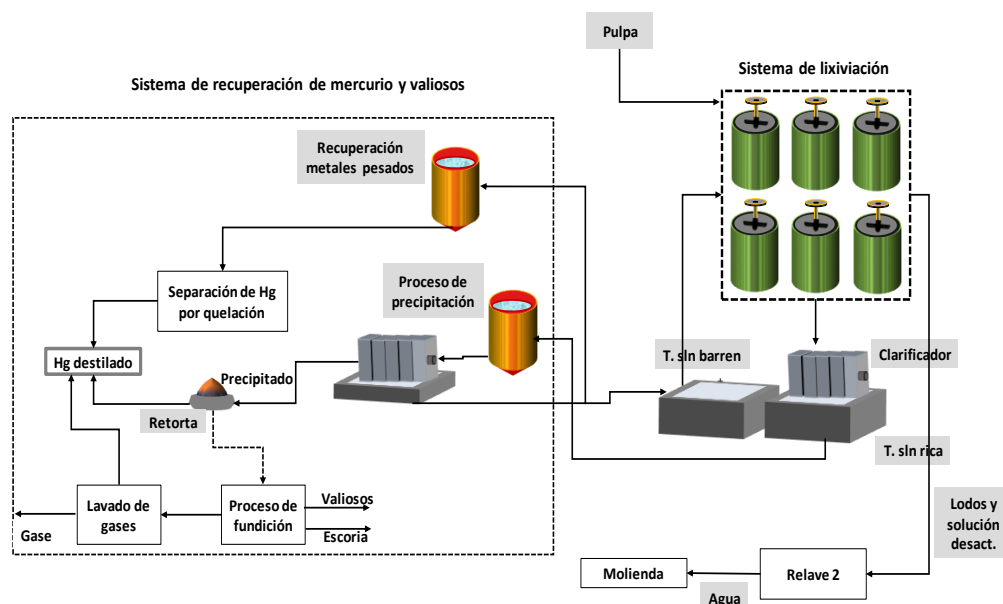 Pulpa
Sistema de lixiviación
Sistema de recuperación de mercurio y valiosos
Recuperación
metales pesados
Proceso de
precipitación
Separación de Hg
por quelación
Hg destilado
Precipitado
Retorta
T. sln barren
Clarificador
T. sln rica
Lavado de
gases
Proceso de
fundición
Valiosos
Escoria
Gase
Lodos y
solución
desact.
Molienda
Agua
Relave 2